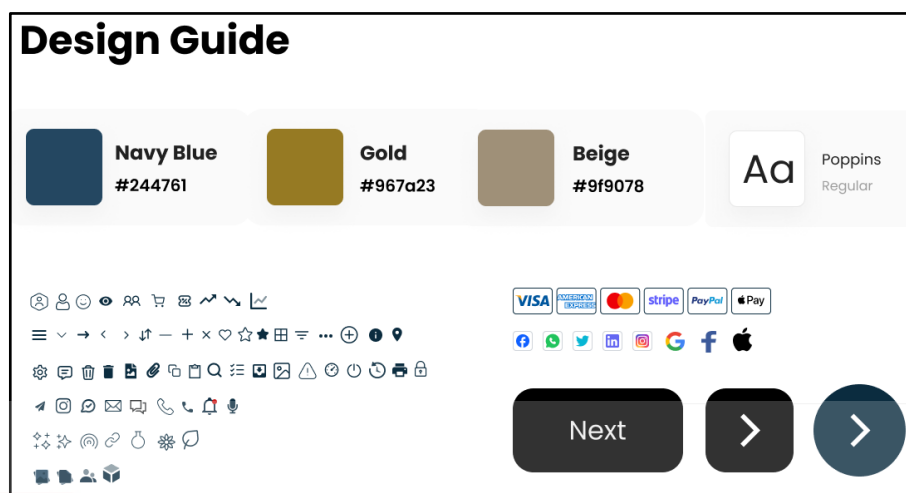 Design Guide
Navy Blue
#244761
Gold
#967a23
Beige
#9f9078
Aa
Poppins
Regular
VISA
AMERICAN
EXPRESS
stripe
PayPal
Pay
Next